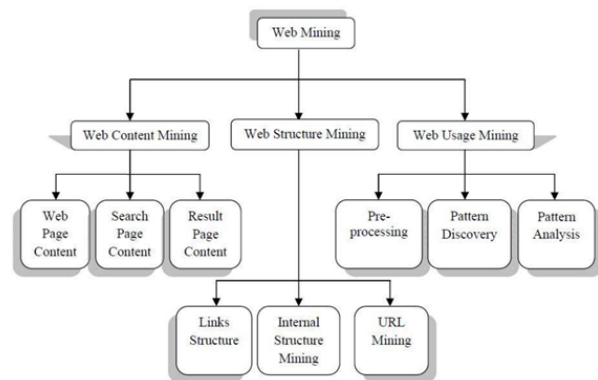 Web Mining
Web Content Mining
Web Structure Mining
Web Usage Mining
Web
Page
Content
Search
Page
Content
Result
Page
Content
Pre-
processing
Pattern
Discovery
Pattern
Analysis
Links
Structure
Internal
Structure
Mining
URL
Mining